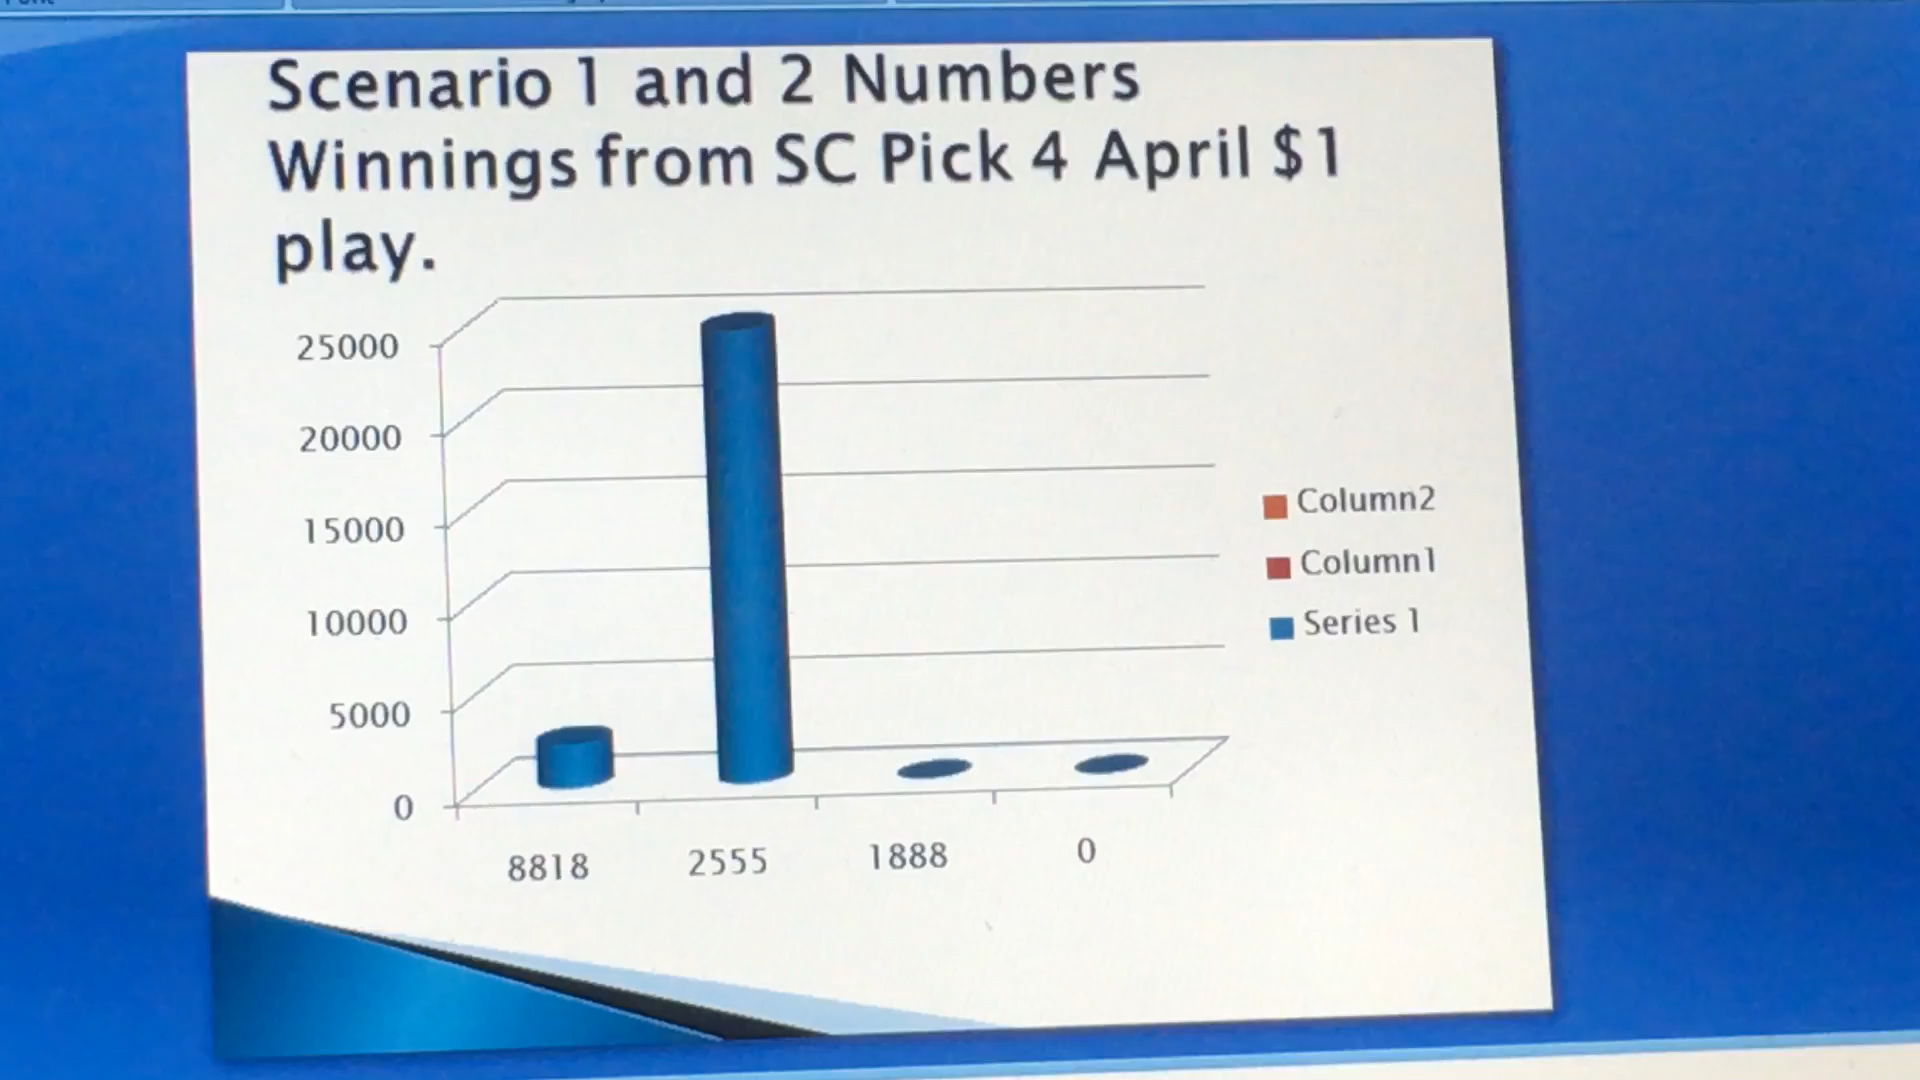 Scenario 1 and 2 Numbers
Winnings from SC Pick 4 April $1
play.
25000
20000
15000
10000
5000
0
8818
2555
1888
0
Column2
Column1
Series 1